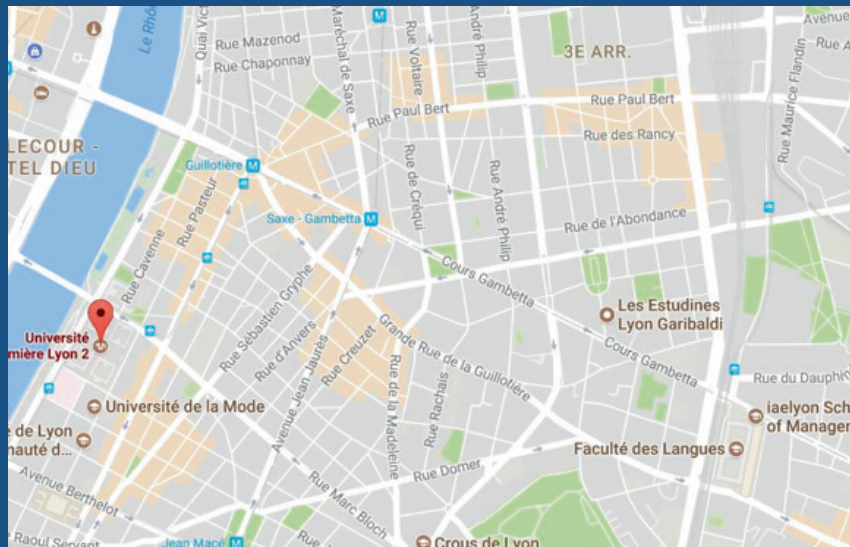 Le Rhône
Quai Vict
Rue Mazenod
Rue Chaponnay
Maréchal de Saxe
M
Rue Voltaire
André Philip
3E ARR.
Avenue
Rue A
Rue Maurice Flandin
Rue Paul Bert
Rue Paul Bert
Rue des Rancy
LECOUR -
TEL DIEU
Guillotière M
Rue Pasteur
Rue de Créqui
Rue André Philip
Saxe - Gambetta M
Rue de l'Abondance
Rue Cavenne
Cours Gambetta
Université
mière Lyon 2
Rue Sébastien Gryphe
Rue d'Anvers
Rue Creuzet
Grande Rue de la Guillotière
Les Estudines
Lyon Garibaldi
Cours Gambetta
Rue du Dauphin
Université de la Mode
Avenue Jean Jaurès
Rue de la Madeleine
Rue Rachais
iaelyon Sch
of Manager
e de Lyon
nauté d...
Faculté des Langues
Rue Domer
Avenue Berthelot
Rue Marc Bloch
Raoul Servant
Jean Macé M
Crous de Lyon